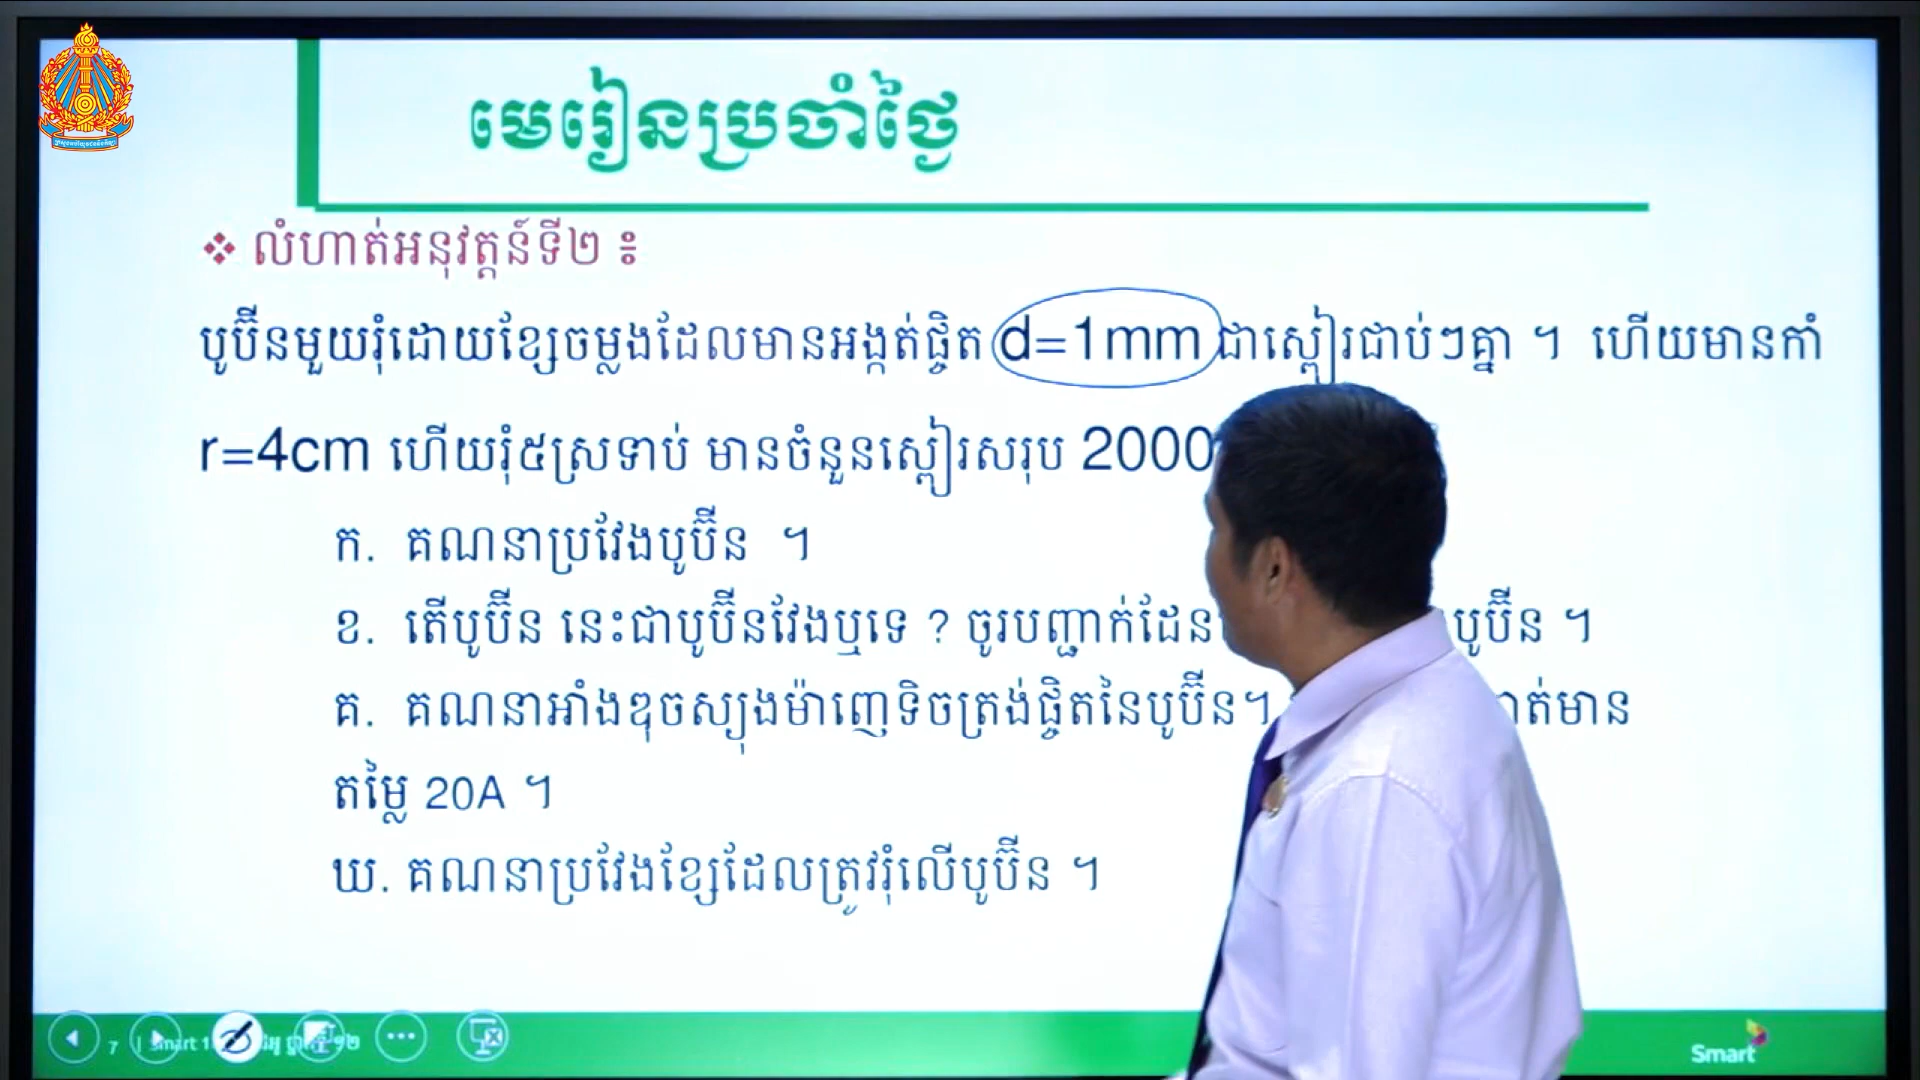 មេរៀនប្រចាំថ្ងៃ
❖ លំហាត់អនុវត្តន៍ទី២ ៖
បូប៊ីនមួយរុំដោយខ្សែចម្លងដែលមានអង្កត់ផ្ចិត d=1mm ជាស្ពៀរជាប់ៗគ្នា ។ ហើយមានកាំ
r=4cm ហើយរុំ៥ស្រទាប់ មានចំនួនស្ពៀរសរុប 2000
ក. គណនាប្រវែងបូប៊ីន ។
ខ. តើបូប៊ីន នេះជាបូប៊ីនវែងឬទេ ? ចូរបញ្ជាក់ដែន បូប៊ីន ។
គ. គណនាអាំងឌុចស្យុងម៉ាញេទិចត្រង់ផ្ចិតនៃបូប៊ីន។ កាត់មាន
តម្លៃ 20A ។
ឃ. គណនាប្រវែងខ្សែដែលត្រូវរុំលើបូប៊ីន ។
7 | Smart
Smart